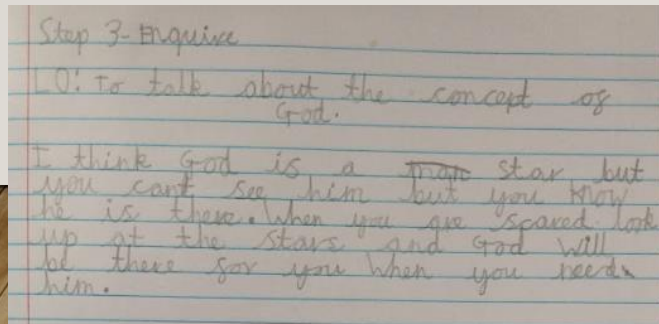 Step 3- Enquire
LO: To talk about the concept of
God.
I think God is a man star but
you cant see him but you know
he is there. When you are scared look
up at the stars and God will
be there for you when you need
him.